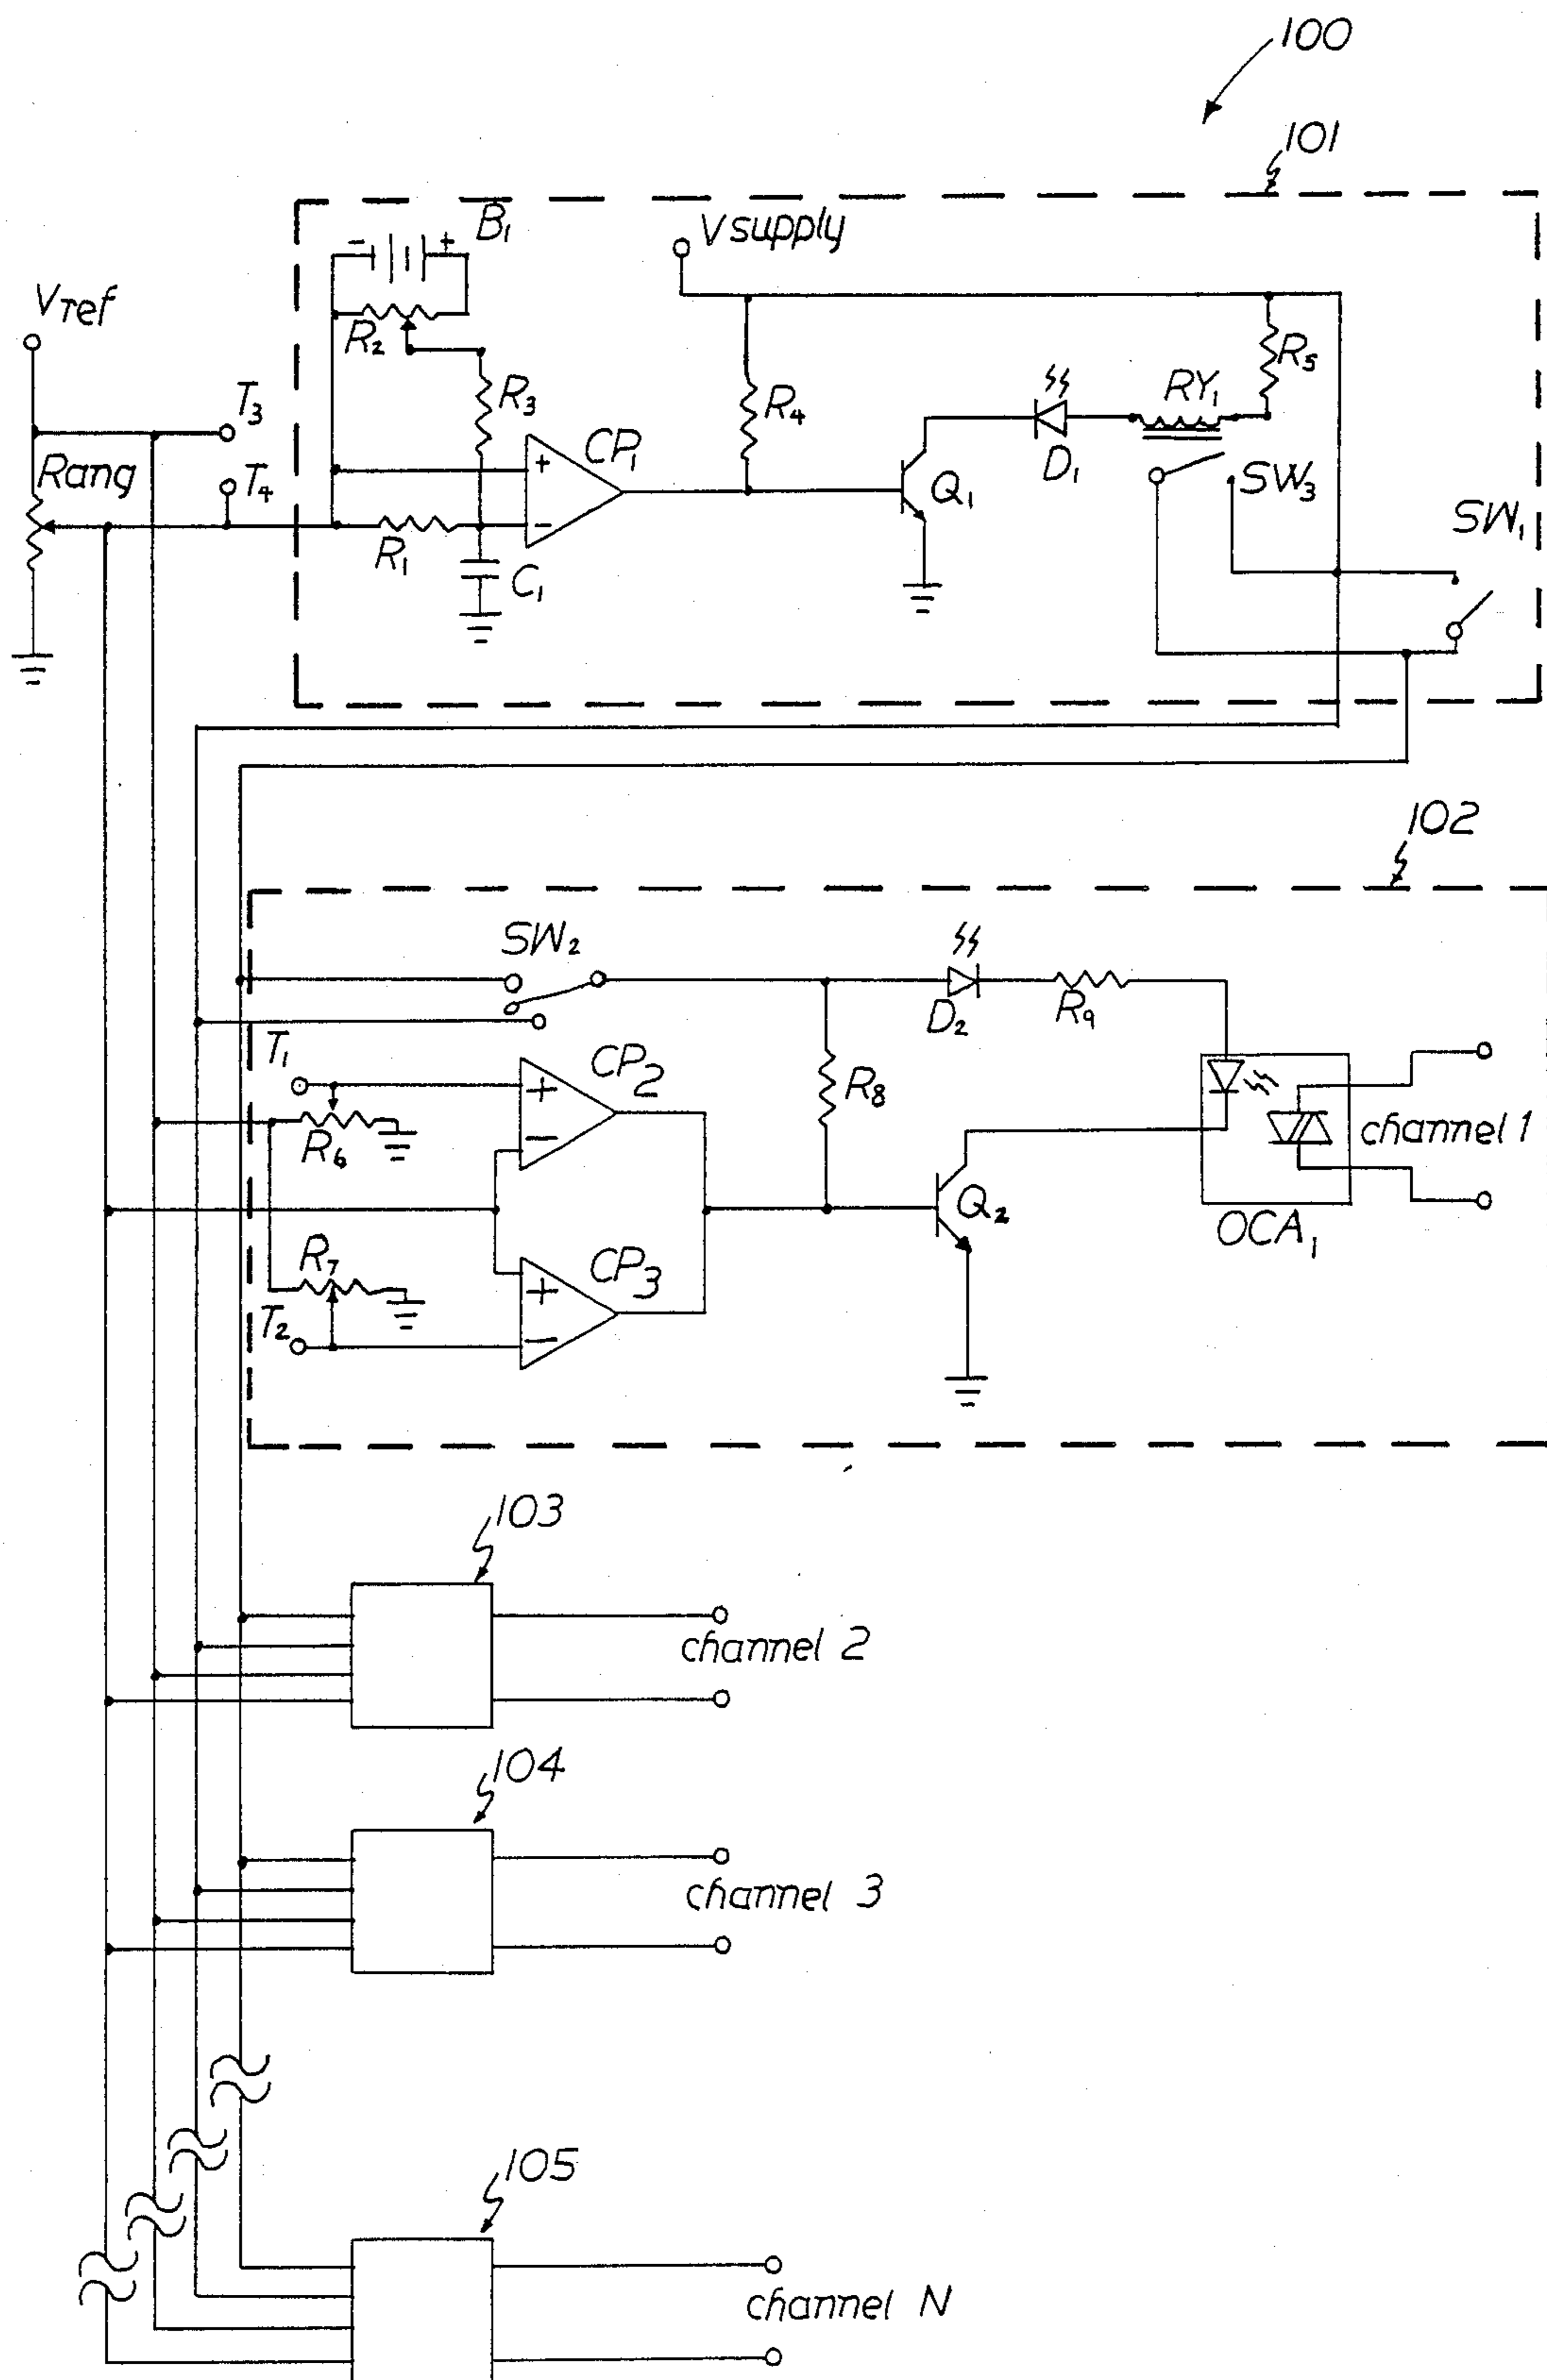 100
101
B₁
- +
Vsupply
Vref
R₂
R₅
T₃
R₃
R₄
RY₁
Rang
T₄
CP₁
+
D₁
Q₁
SW₃
SW₁
-
R₁
C₁
102
SW₂
D₂
R₉
T₁
CP₂
+
R₈
-
R₆
channel 1
Q₂
OCA₁
R₇
CP₃
+
T₂
-
103
channel 2
104
channel 3
105
channel N